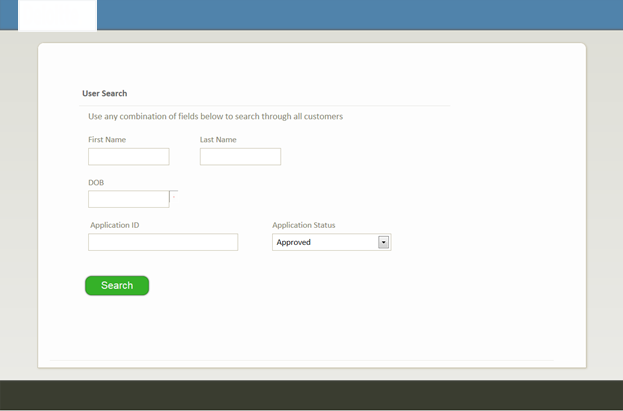 User Search
Use any combination of fields below to search through all customers
First Name Last Name
DOB
Application ID Application Status
Approved
Search